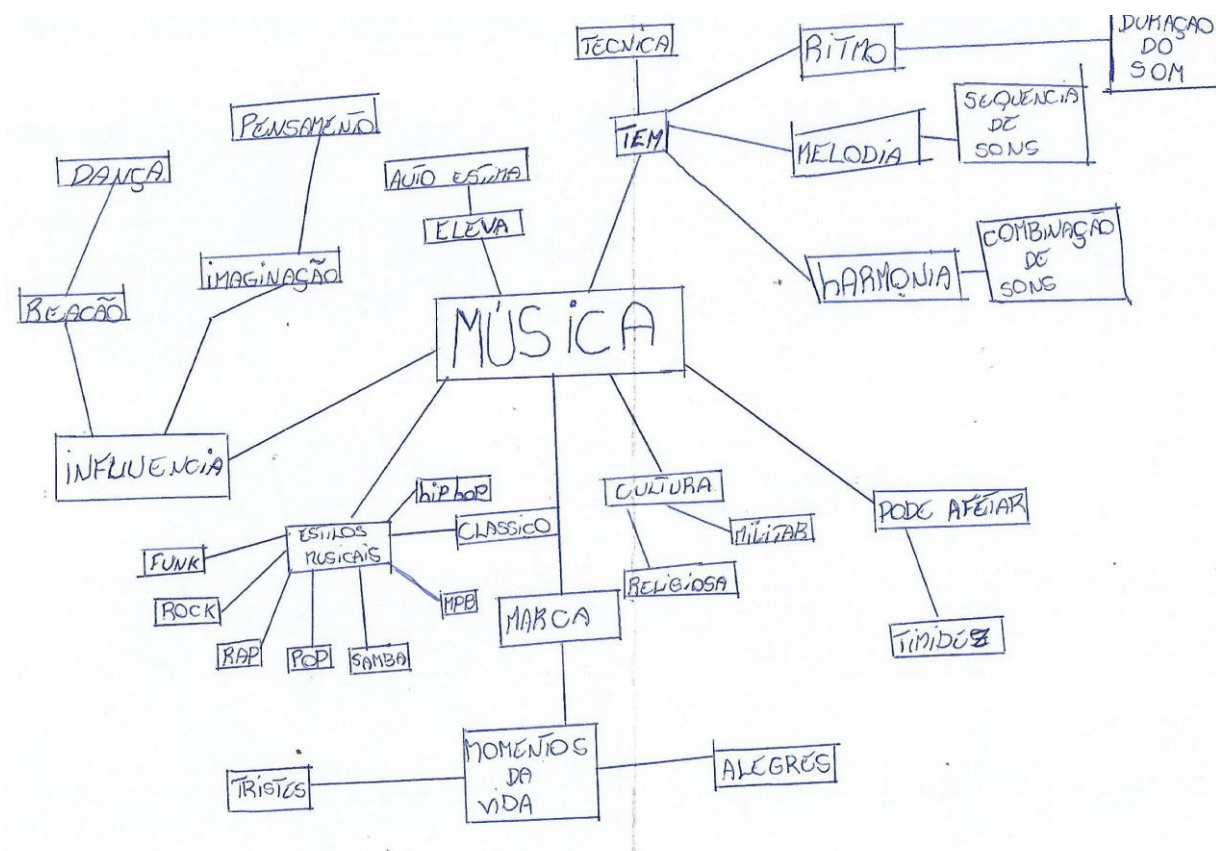 TECNICA
RITMO
DURAÇAO
DO
SOM
PENSAMENTO
TEM
MELODIA
SEQUENCIA
DE
SONS
DANÇA
AUTO ESTIMA
ELEVA
hARMONIA
COMBINAÇÃO
DE
SONS
IMAGINAÇÃO
REACÃO
MÚSICA
INFLUENCIA
hip hop
CULTURA
PODE AFETAR
ESTILOS
MUSICAIS
CLASSICO
MILITAR
FUNK
RELIGIOSA
ROCK
MPB
MARCA
RAP
POP
SAMBA
TIMIDEZ
MOMENTOS
DA
VIDA
TRISTES
ALEGRES